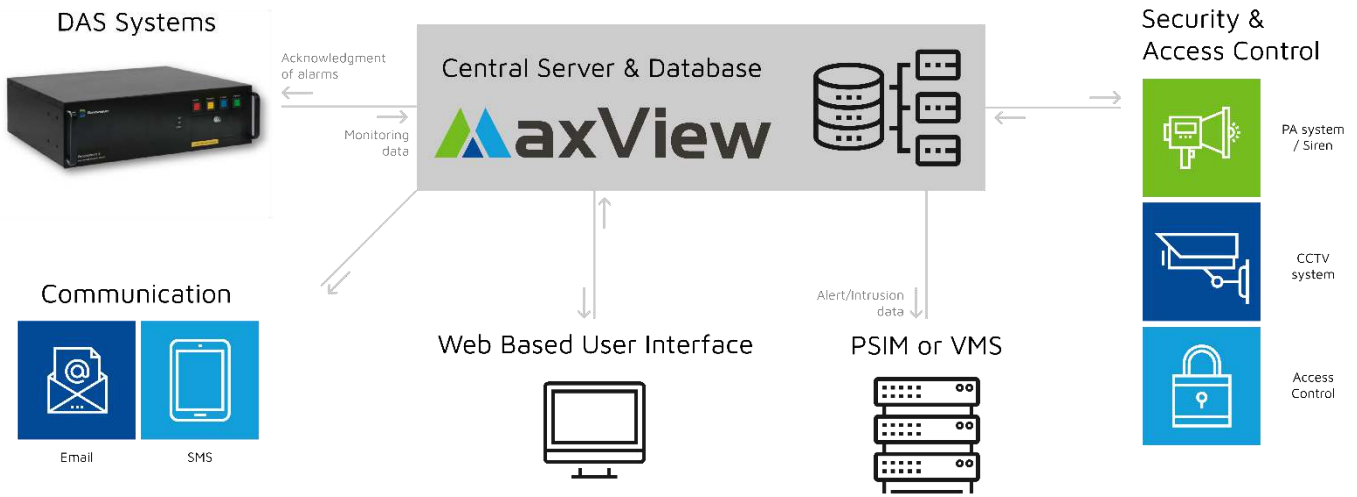 DAS Systems
Acknowledgment
of alarms
Monitoring
data
Central Server & Database
MaxView
Security &
Access Control
PA system
/ Siren
CCTV
system
Access
Control
Communication
Email
SMS
Web Based User Interface
Alert/Intrusion
data
PSIM or VMS